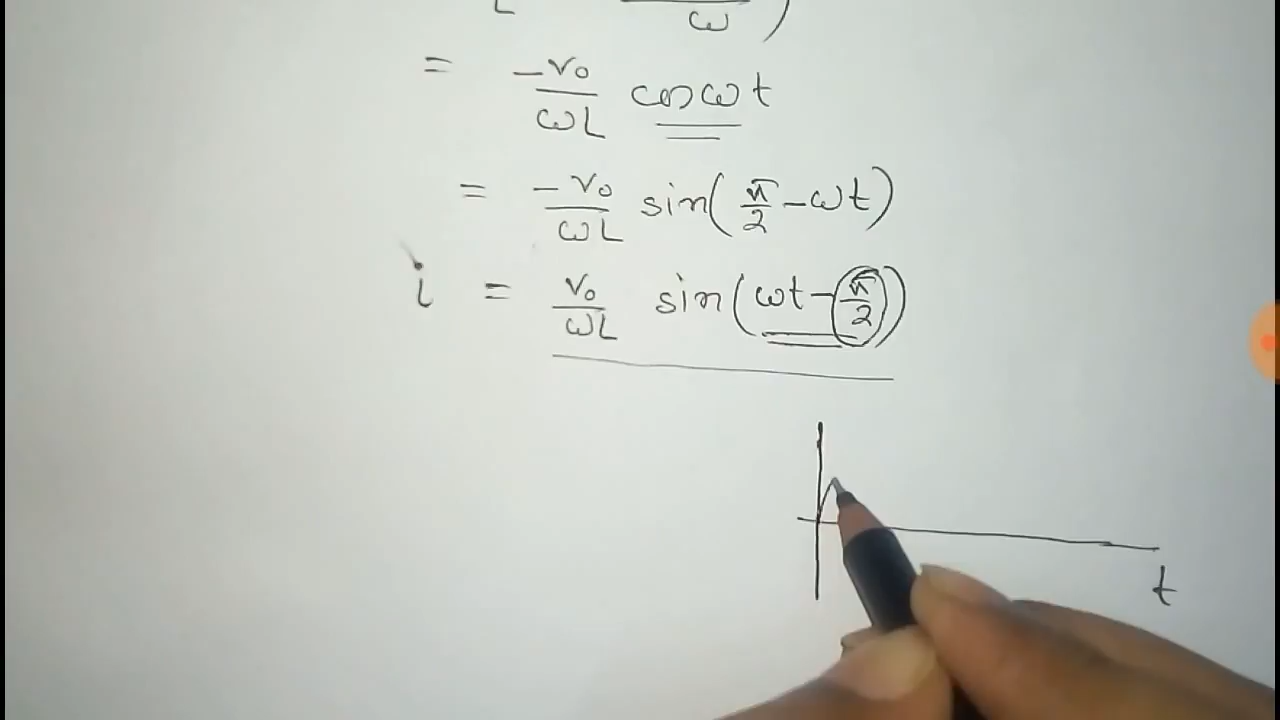 L ω )
= -V₀/ωL cos ωt
= -V₀/ωL sin(π/2 - ωt)
i = V₀/ωL sin(ωt - π/2)
t